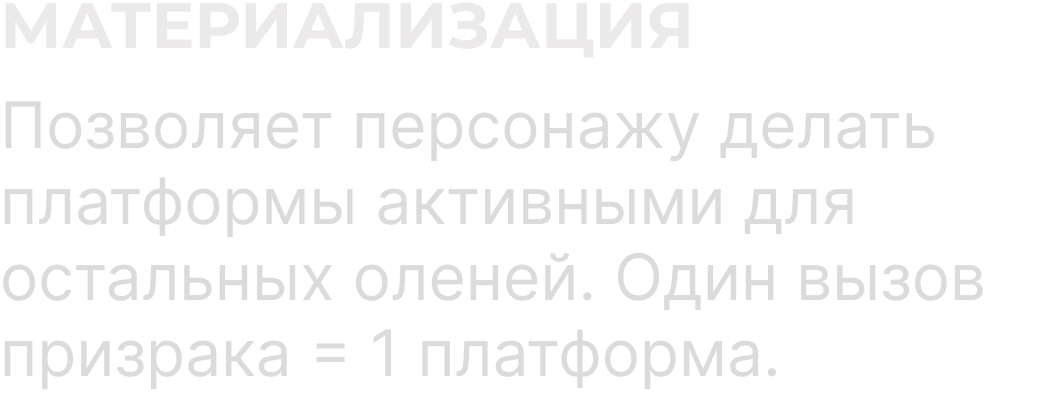 МАТЕРИАЛИЗАЦИЯ
Позволяет персонажу делать
платформы активными для
остальных оленей. Один вызов
призрака = 1 платформа.